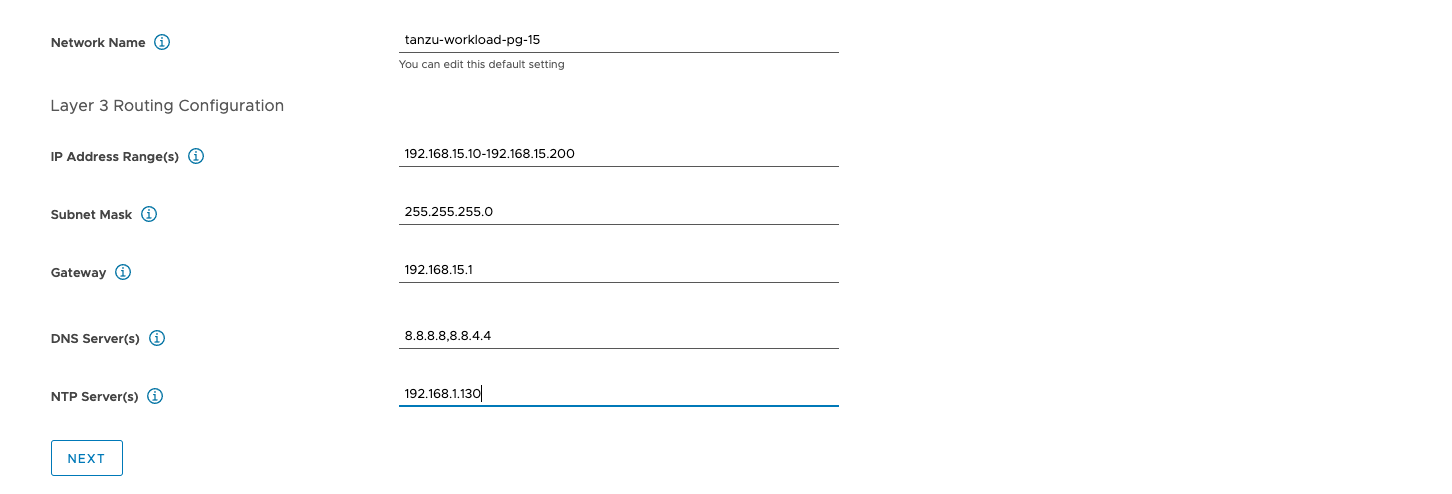 Network Name
tanzu-workload-pg-15
You can edit this default setting
Layer 3 Routing Configuration
IP Address Range(s)
192.168.15.10-192.168.15.200
Subnet Mask
255.255.255.0
Gateway
192.168.15.1
DNS Server(s)
8.8.8.8,8.8.4.4
NTP Server(s)
192.168.1.130
NEXT